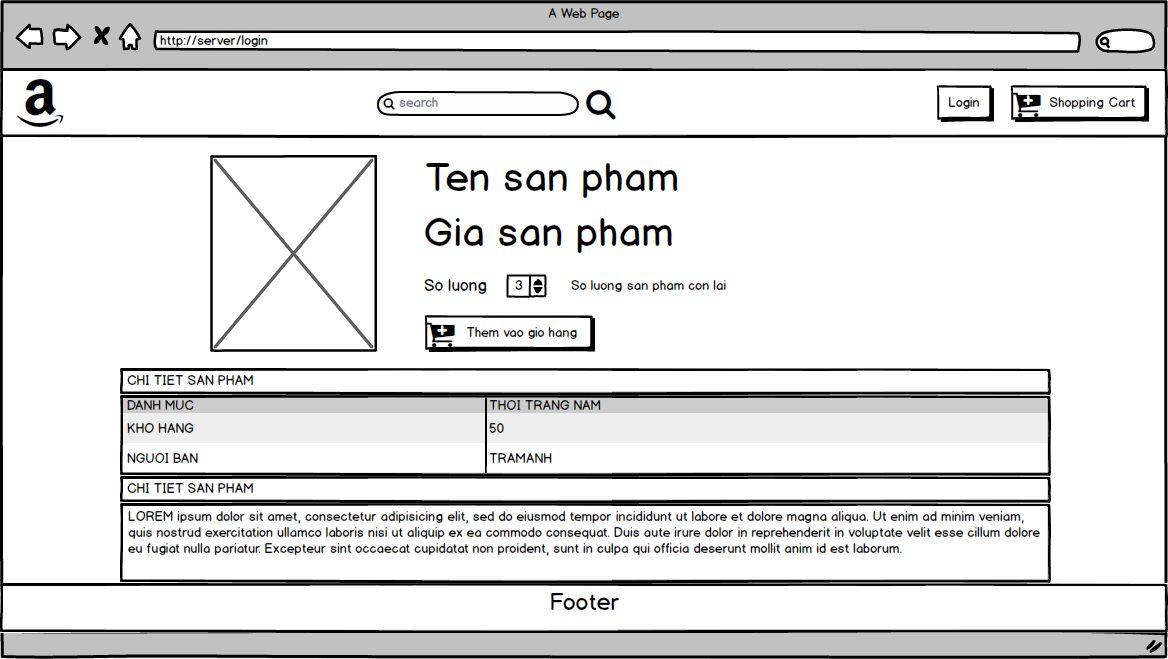 A Web Page
http://server/login
a
search
Login
Shopping Cart
Ten san pham
Gia san pham
So luong
3
So luong san pham con lai
Them vao gio hang
CHI TIET SAN PHAM
DANH MUC
THOI TRANG NAM
KHO HANG
50
NGUOI BAN
TRAMANH
CHI TIET SAN PHAM
LOREM ipsum dolor sit amet, consectetur adipisicing elit, sed do eiusmod tempor incididunt ut labore et dolore magna aliqua. Ut enim ad minim veniam,
quis nostrud exercitation ullamco laboris nisi ut aliquip ex ea commodo consequat. Duis aute irure dolor in reprehenderit in voluptate velit esse cillum dolore
eu fugiat nulla pariatur. Excepteur sint occaecat cupidatat non proident, sunt in culpa qui officia deserunt mollit anim id est laborum.
Footer